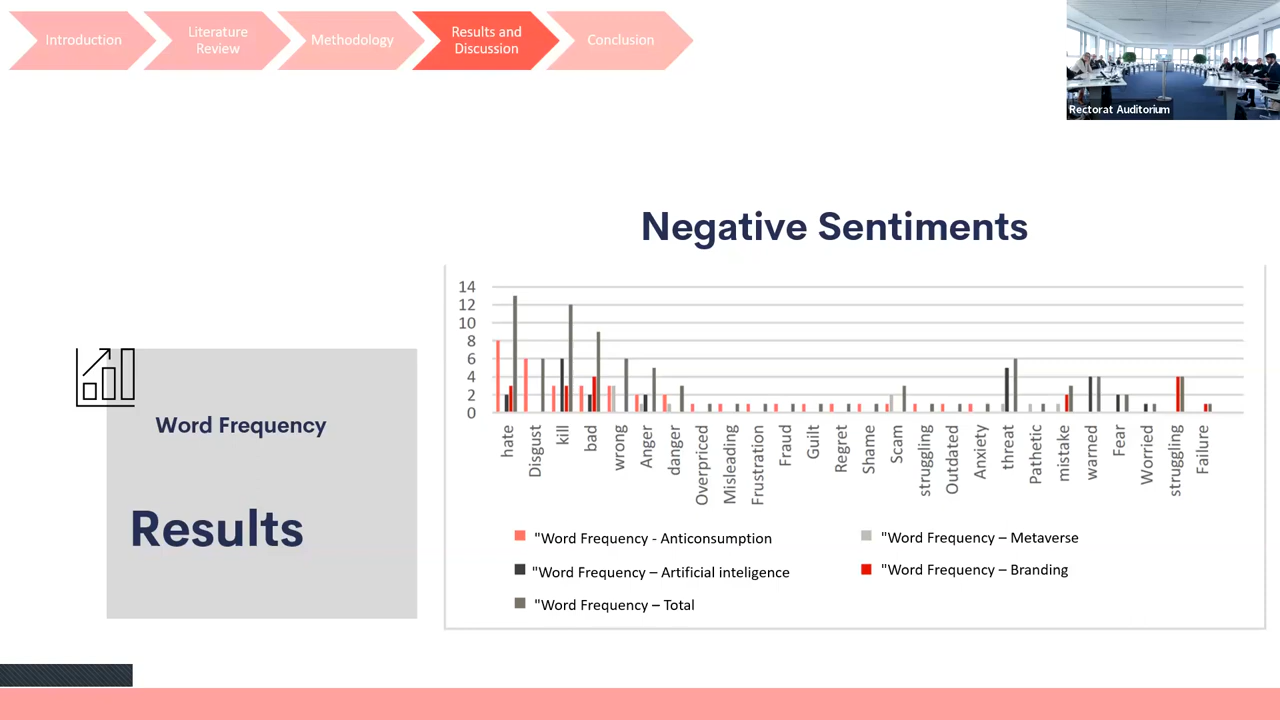 Introduction
Literature
Review
Methodology
Results and
Discussion
Conclusion
Rectorat Auditorium
Negative Sentiments
Word Frequency
Results
14
12
10
8
6
4
2
0
hate
Disgust
kill
bad
wrong
Anger
danger
Overpriced
Misleading
Frustration
Fraud
Guilt
Regret
Shame
Scam
struggling
Outdated
Anxiety
threat
Pathetic
mistake
warned
Fear
Worried
struggling
Failure
"Word Frequency - Anticonsumption
"Word Frequency – Metaverse
"Word Frequency – Artificial inteligence
"Word Frequency – Branding
"Word Frequency – Total